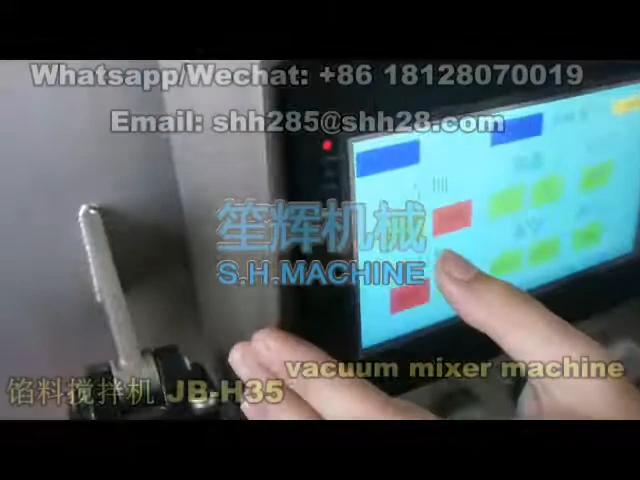 Whatsapp/Wechat: +86 18128070019
Email: shh285@shh28.com
笙辉机械
S.H.MACHINE
vacuum mixer machine
馅料搅拌机 JB-H35